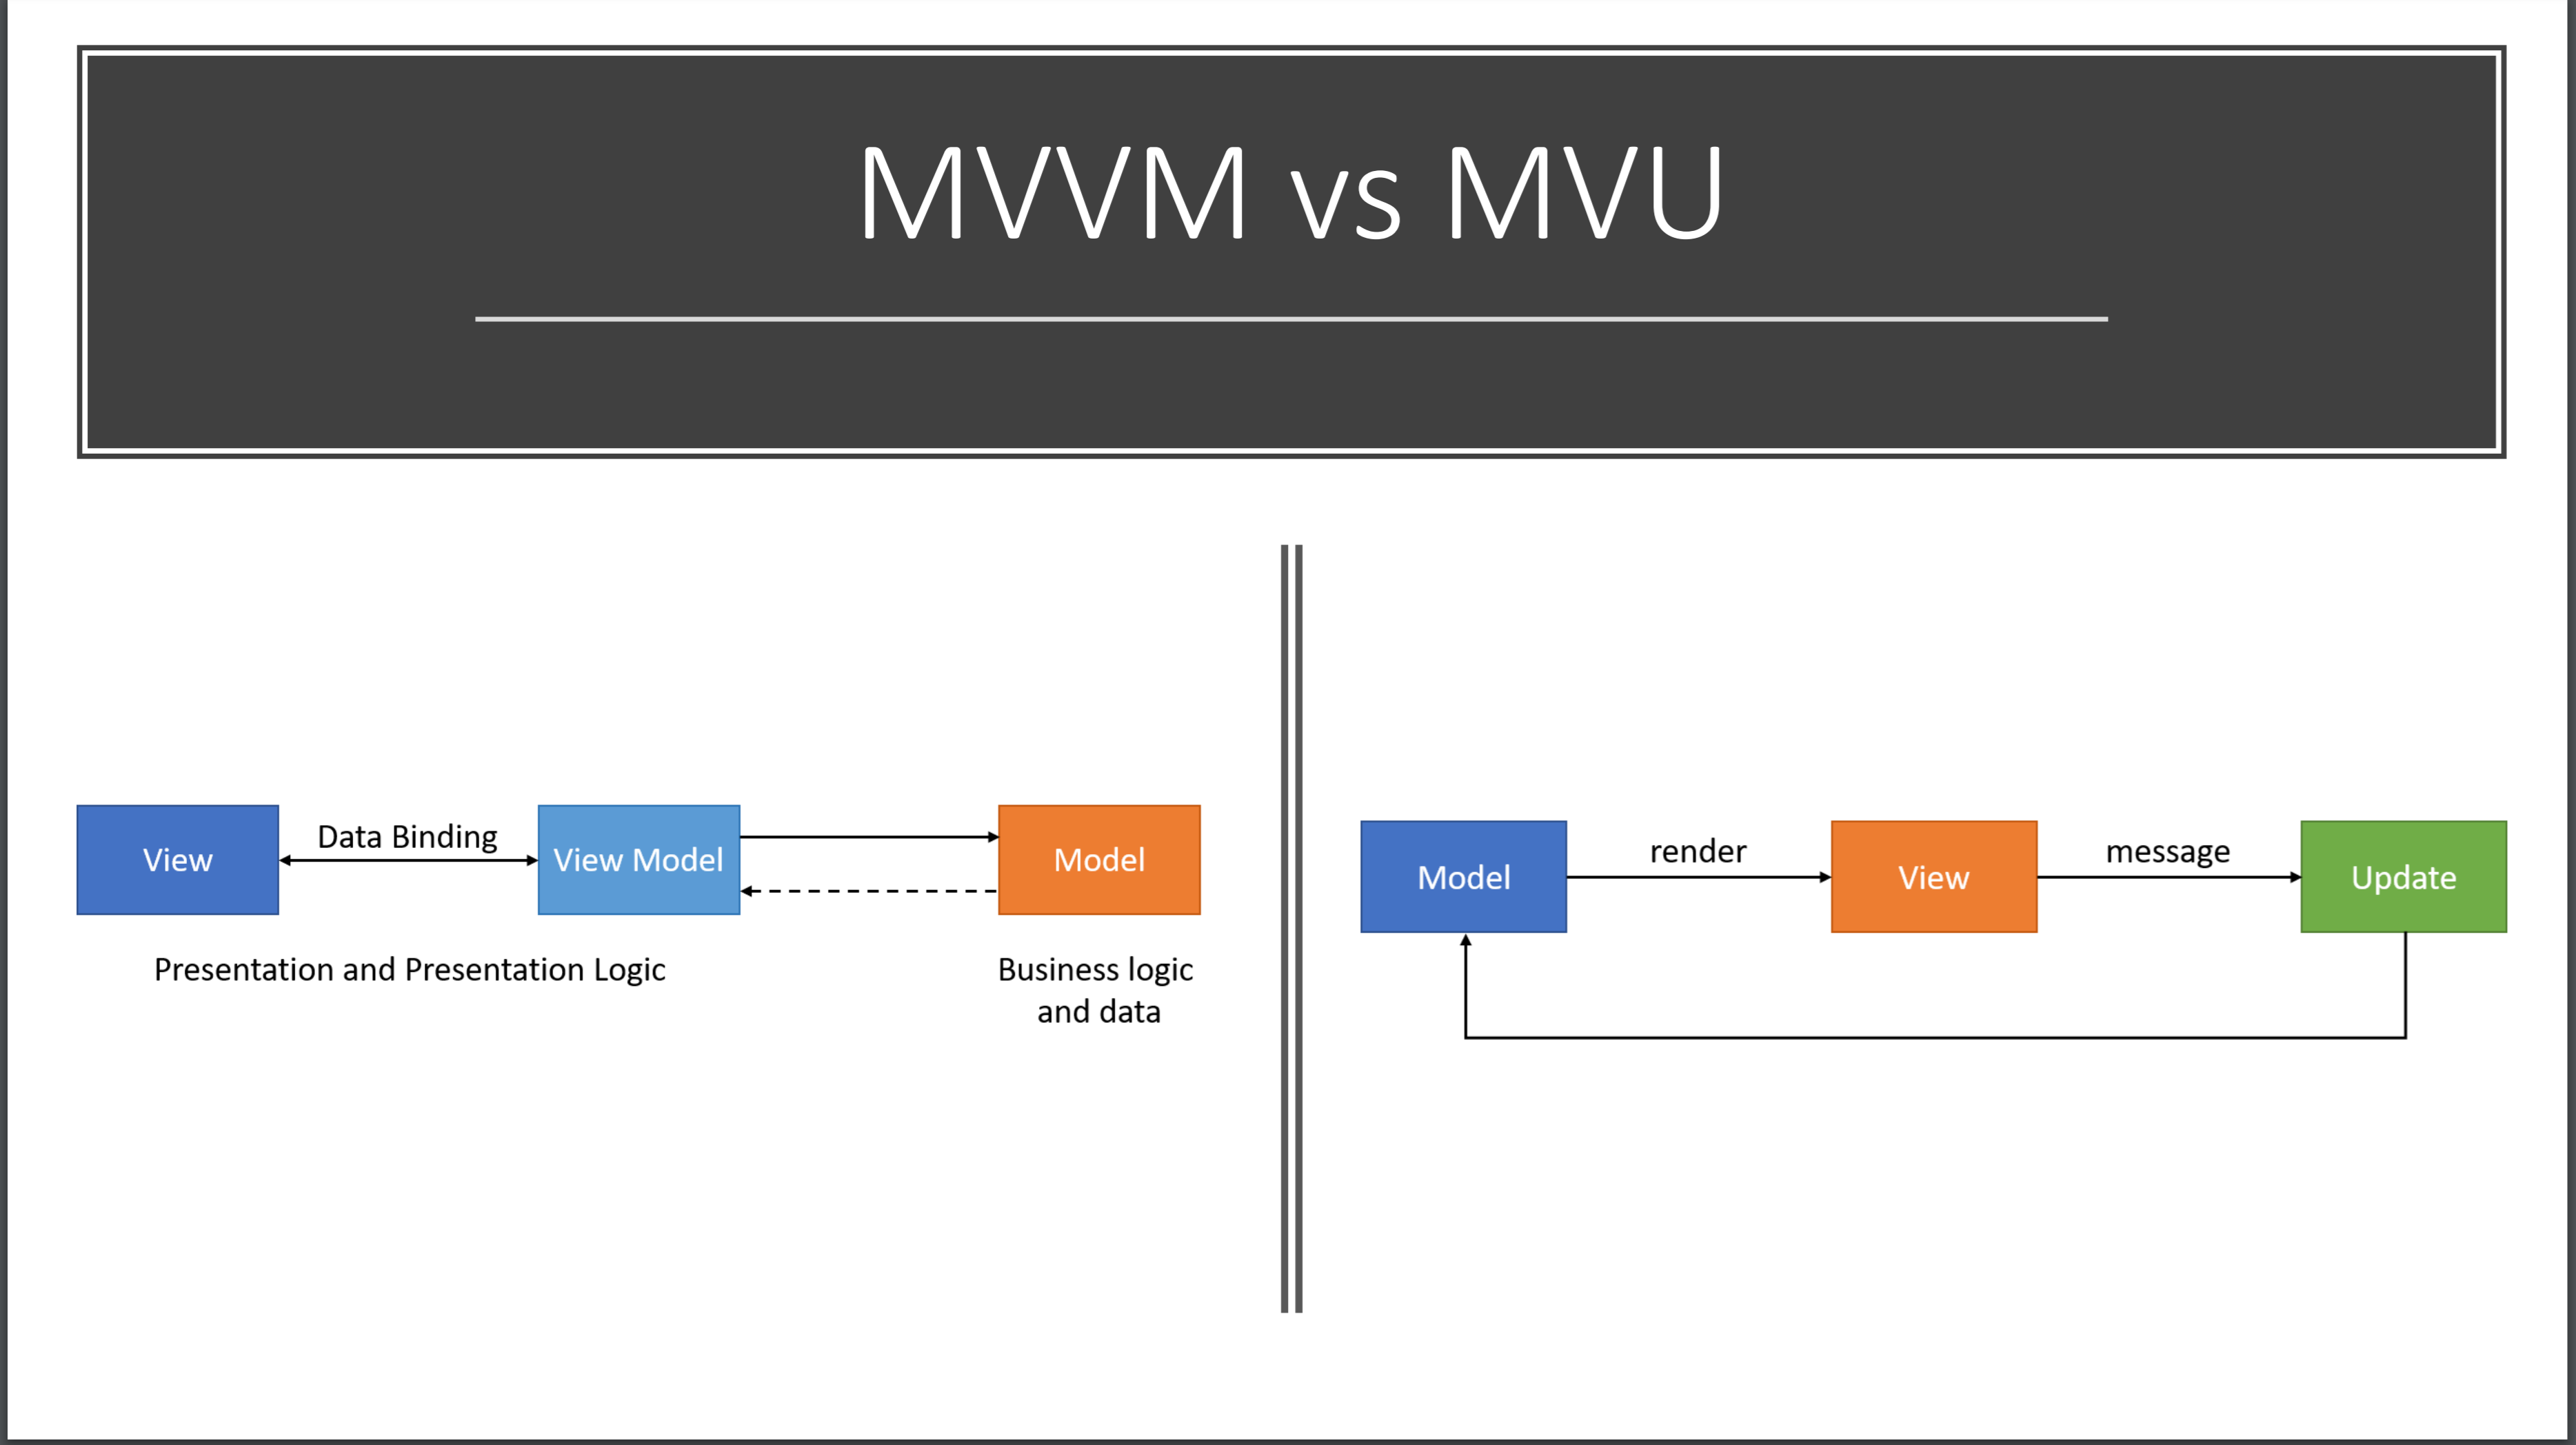 MVVM vs MVU
Data Binding
View
View Model
Model
Presentation and Presentation Logic
Business logic
and data
render
message
Model
View
Update